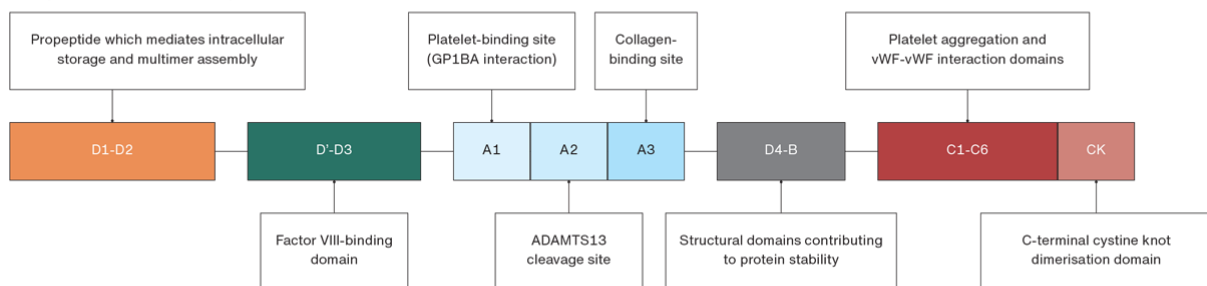 Propeptide which mediates intracellular
storage and multimer assembly
Platelet-binding site
(GP1BA interaction)
Collagen-
binding site
Platelet aggregation and
vWF-vWF interaction domains
D1-D2
D'-D3
A1
A2
A3
D4-B
C1-C6
CK
Factor VIII-binding
domain
ADAMTS13
cleavage site
Structural domains contributing
to protein stability
C-terminal cystine knot
dimerisation domain